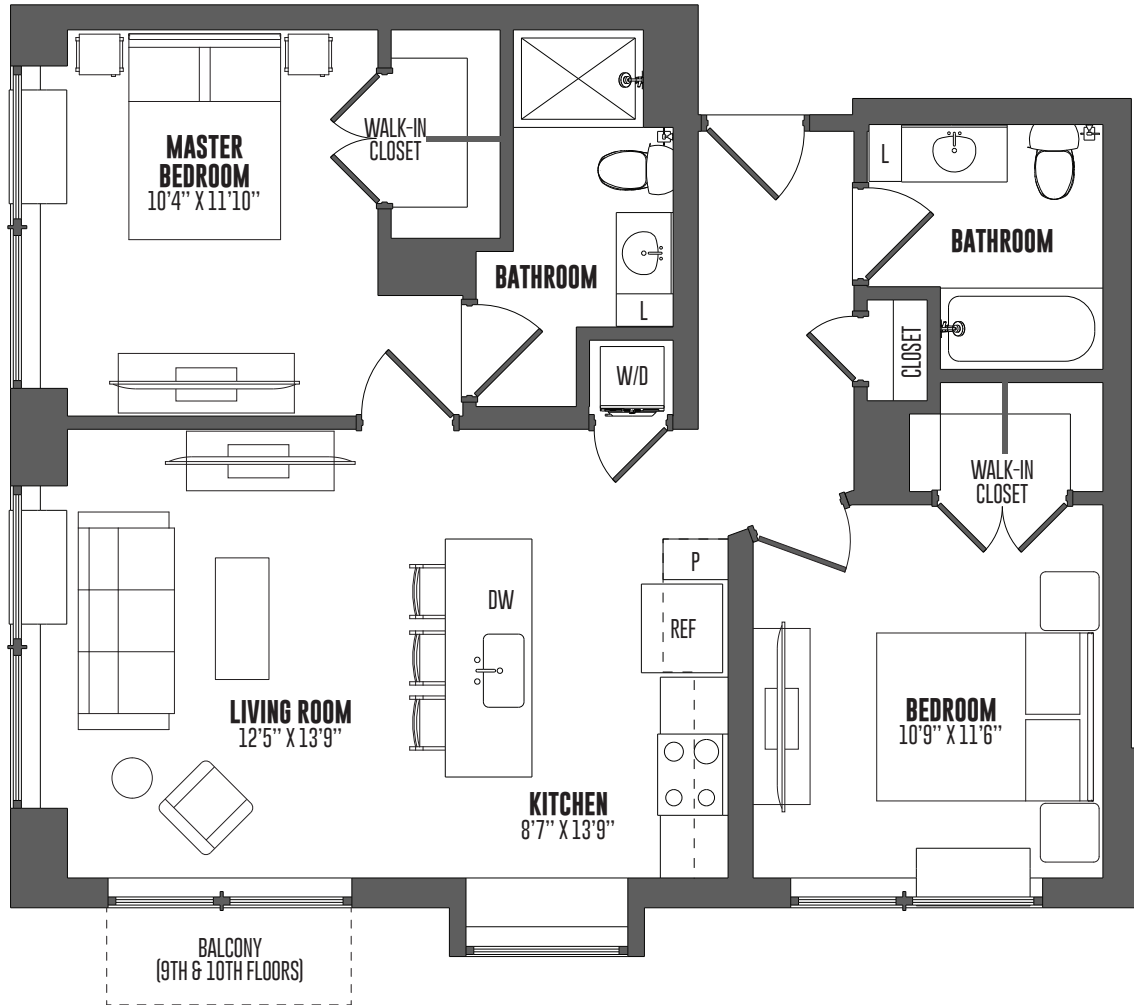 MASTER
BEDROOM
10'4" X 11'10"
WALK-IN
CLOSET
BATHROOM
L
W/D
L
BATHROOM
CLOSET
WALK-IN
CLOSET
P
REF
DW
LIVING ROOM
12'5" X 13'9"
KITCHEN
8'7" X 13'9"
BEDROOM
10'9" X 11'6"
BALCONY
(9TH & 10TH FLOORS)